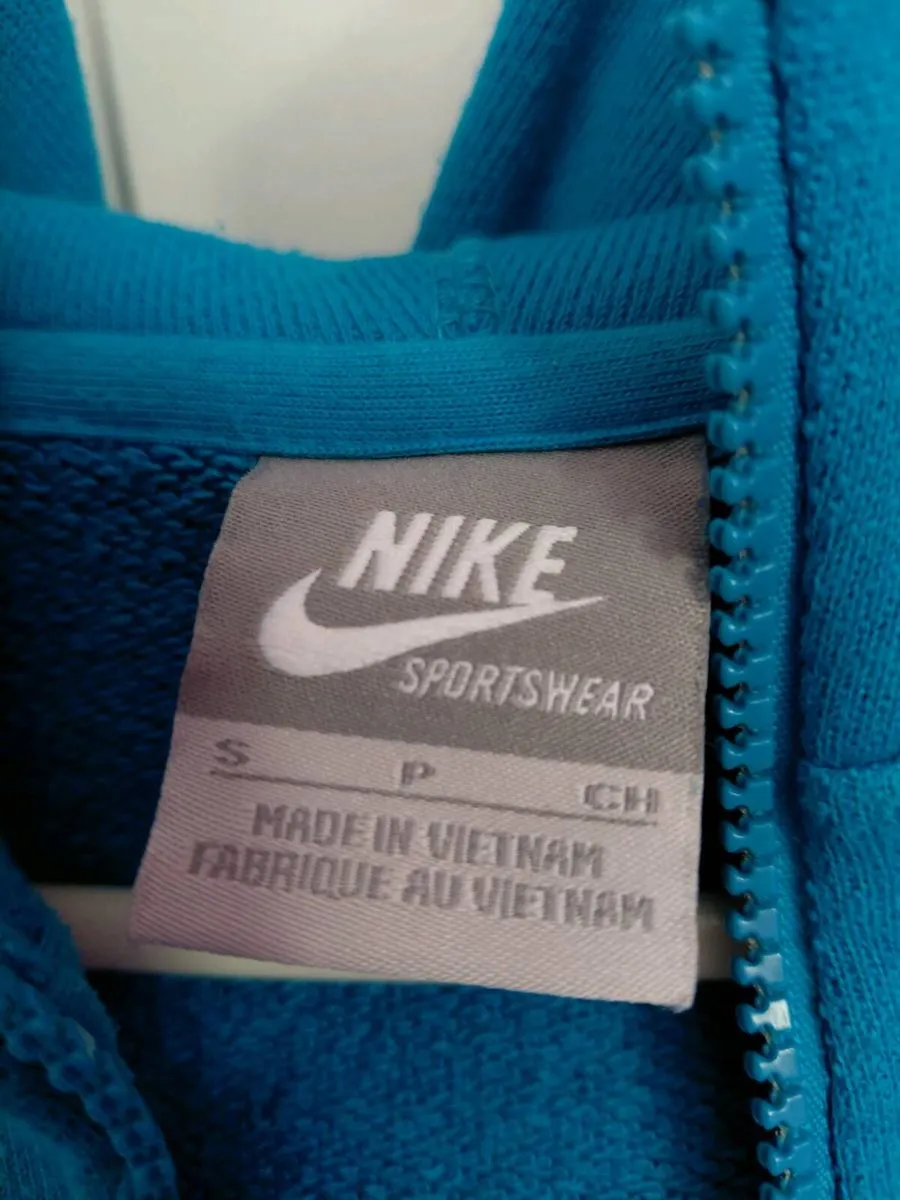 NIKE
SPORTSWEAR
S P CH
MADE IN VIETNAM
FABRIQUE AU VIETNAM